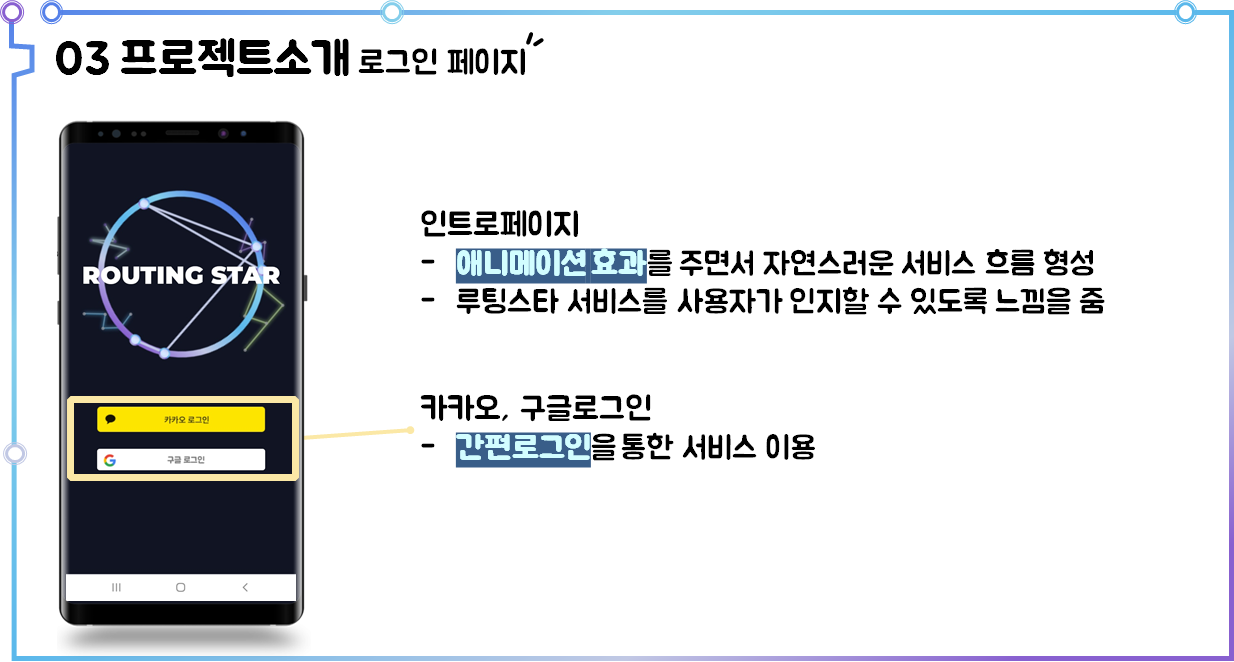 03 프로젝트소개 로그인 페이지
ROUTING STAR
카카오 로그인
구글 로그인
인트로페이지
- 애니메이션 효과를 주면서 자연스러운 서비스 흐름 형성
- 루팅스타 서비스를 사용자가 인지할 수 있도록 느낌을 줌
카카오, 구글로그인
- 간편로그인을 통한 서비스 이용